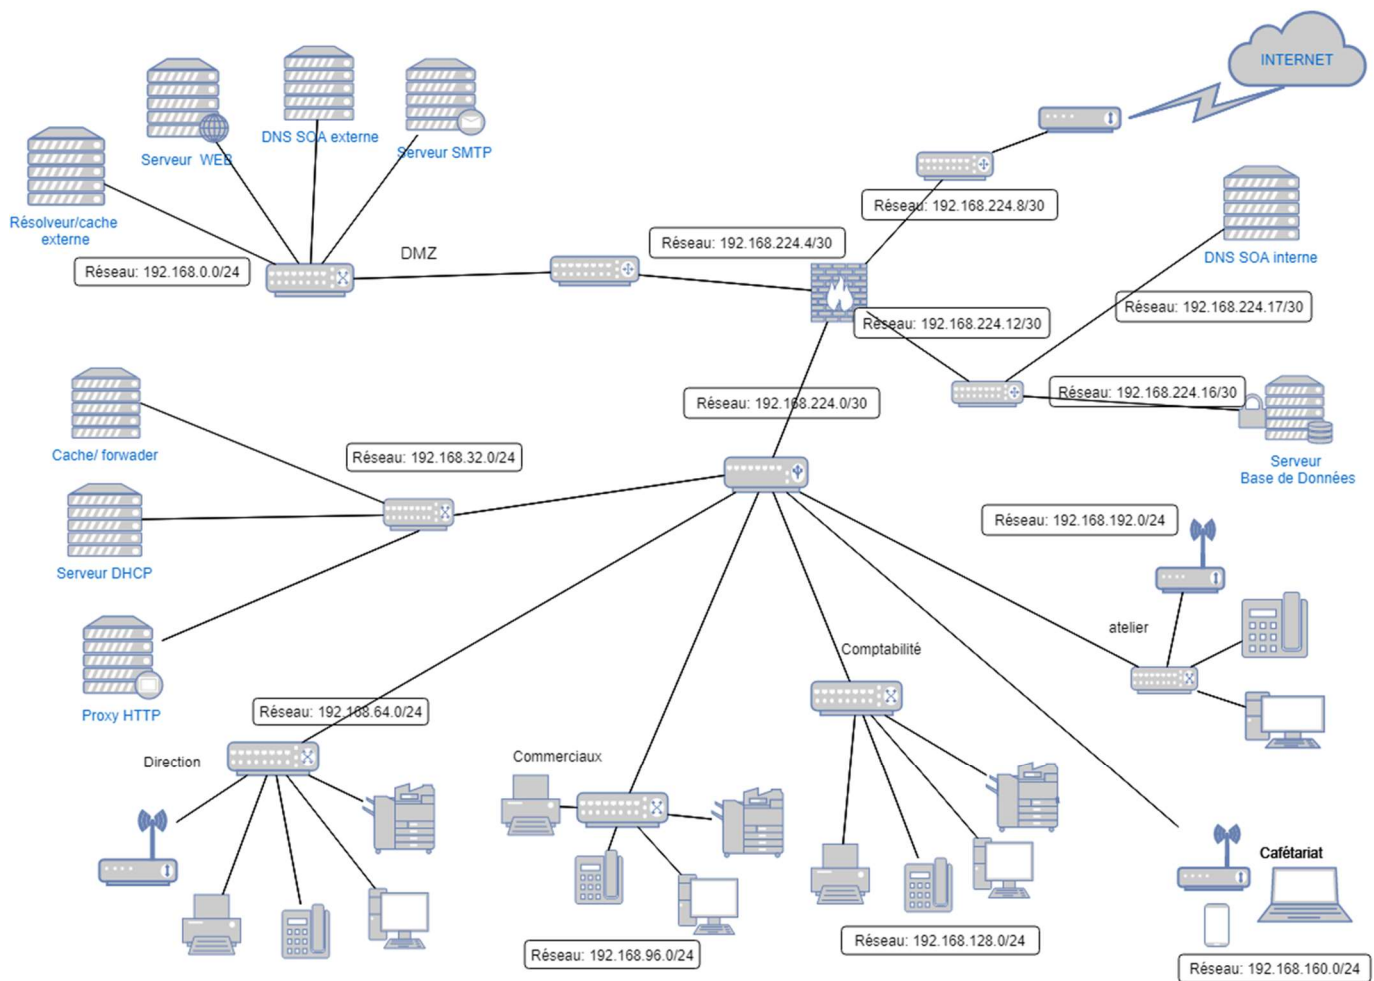 INTERNET
DNS SOA externe
Serveur WEB
Serveur SMTP
Résolveur/cache
externe
Réseau: 192.168.224.8/30
Réseau: 192.168.224.4/30
DMZ
Réseau: 192.168.0.0/24
DNS SOA interne
Réseau: 192.168.224.17/30
Réseau: 192.168.224.12/30
Réseau: 192.168.224.16/30
Réseau: 192.168.224.0/30
Cache/ forwader
Réseau: 192.168.32.0/24
Serveur
Base de Données
Réseau: 192.168.192.0/24
Serveur DHCP
atelier
Comptabilité
Proxy HTTP
Réseau: 192.168.64.0/24
Direction
Commerciaux
Cafétariat
Réseau: 192.168.96.0/24
Réseau: 192.168.128.0/24
Réseau: 192.168.160.0/24